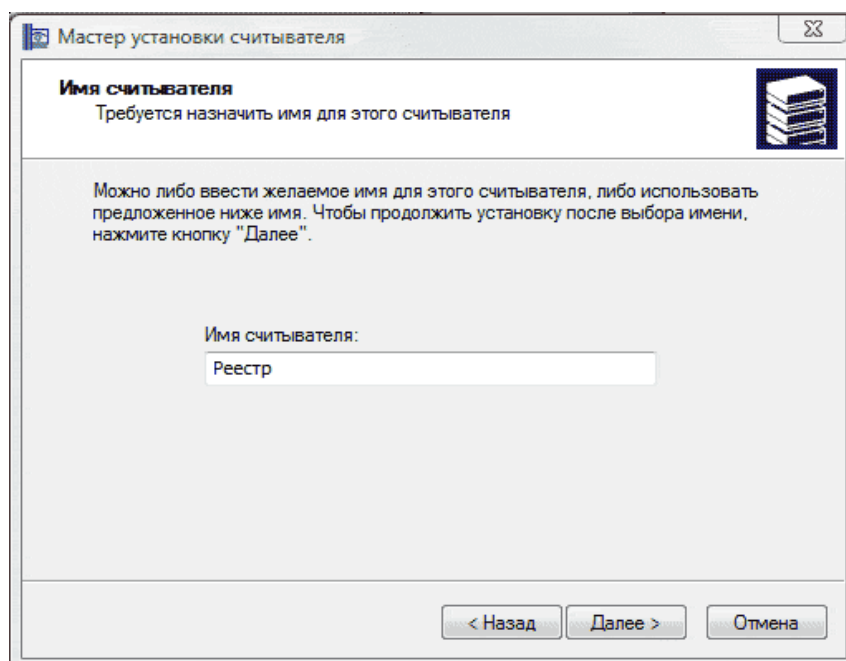 Мастер установки считывателя
Имя считывателя
Требуется назначить имя для этого считывателя
Можно либо ввести желаемое имя для этого считывателя, либо использовать
предложенное ниже имя. Чтобы продолжить установку после выбора имени,
нажмите кнопку "Далее".
Имя считывателя:
Реестр
< Назад
Далее >
Отмена